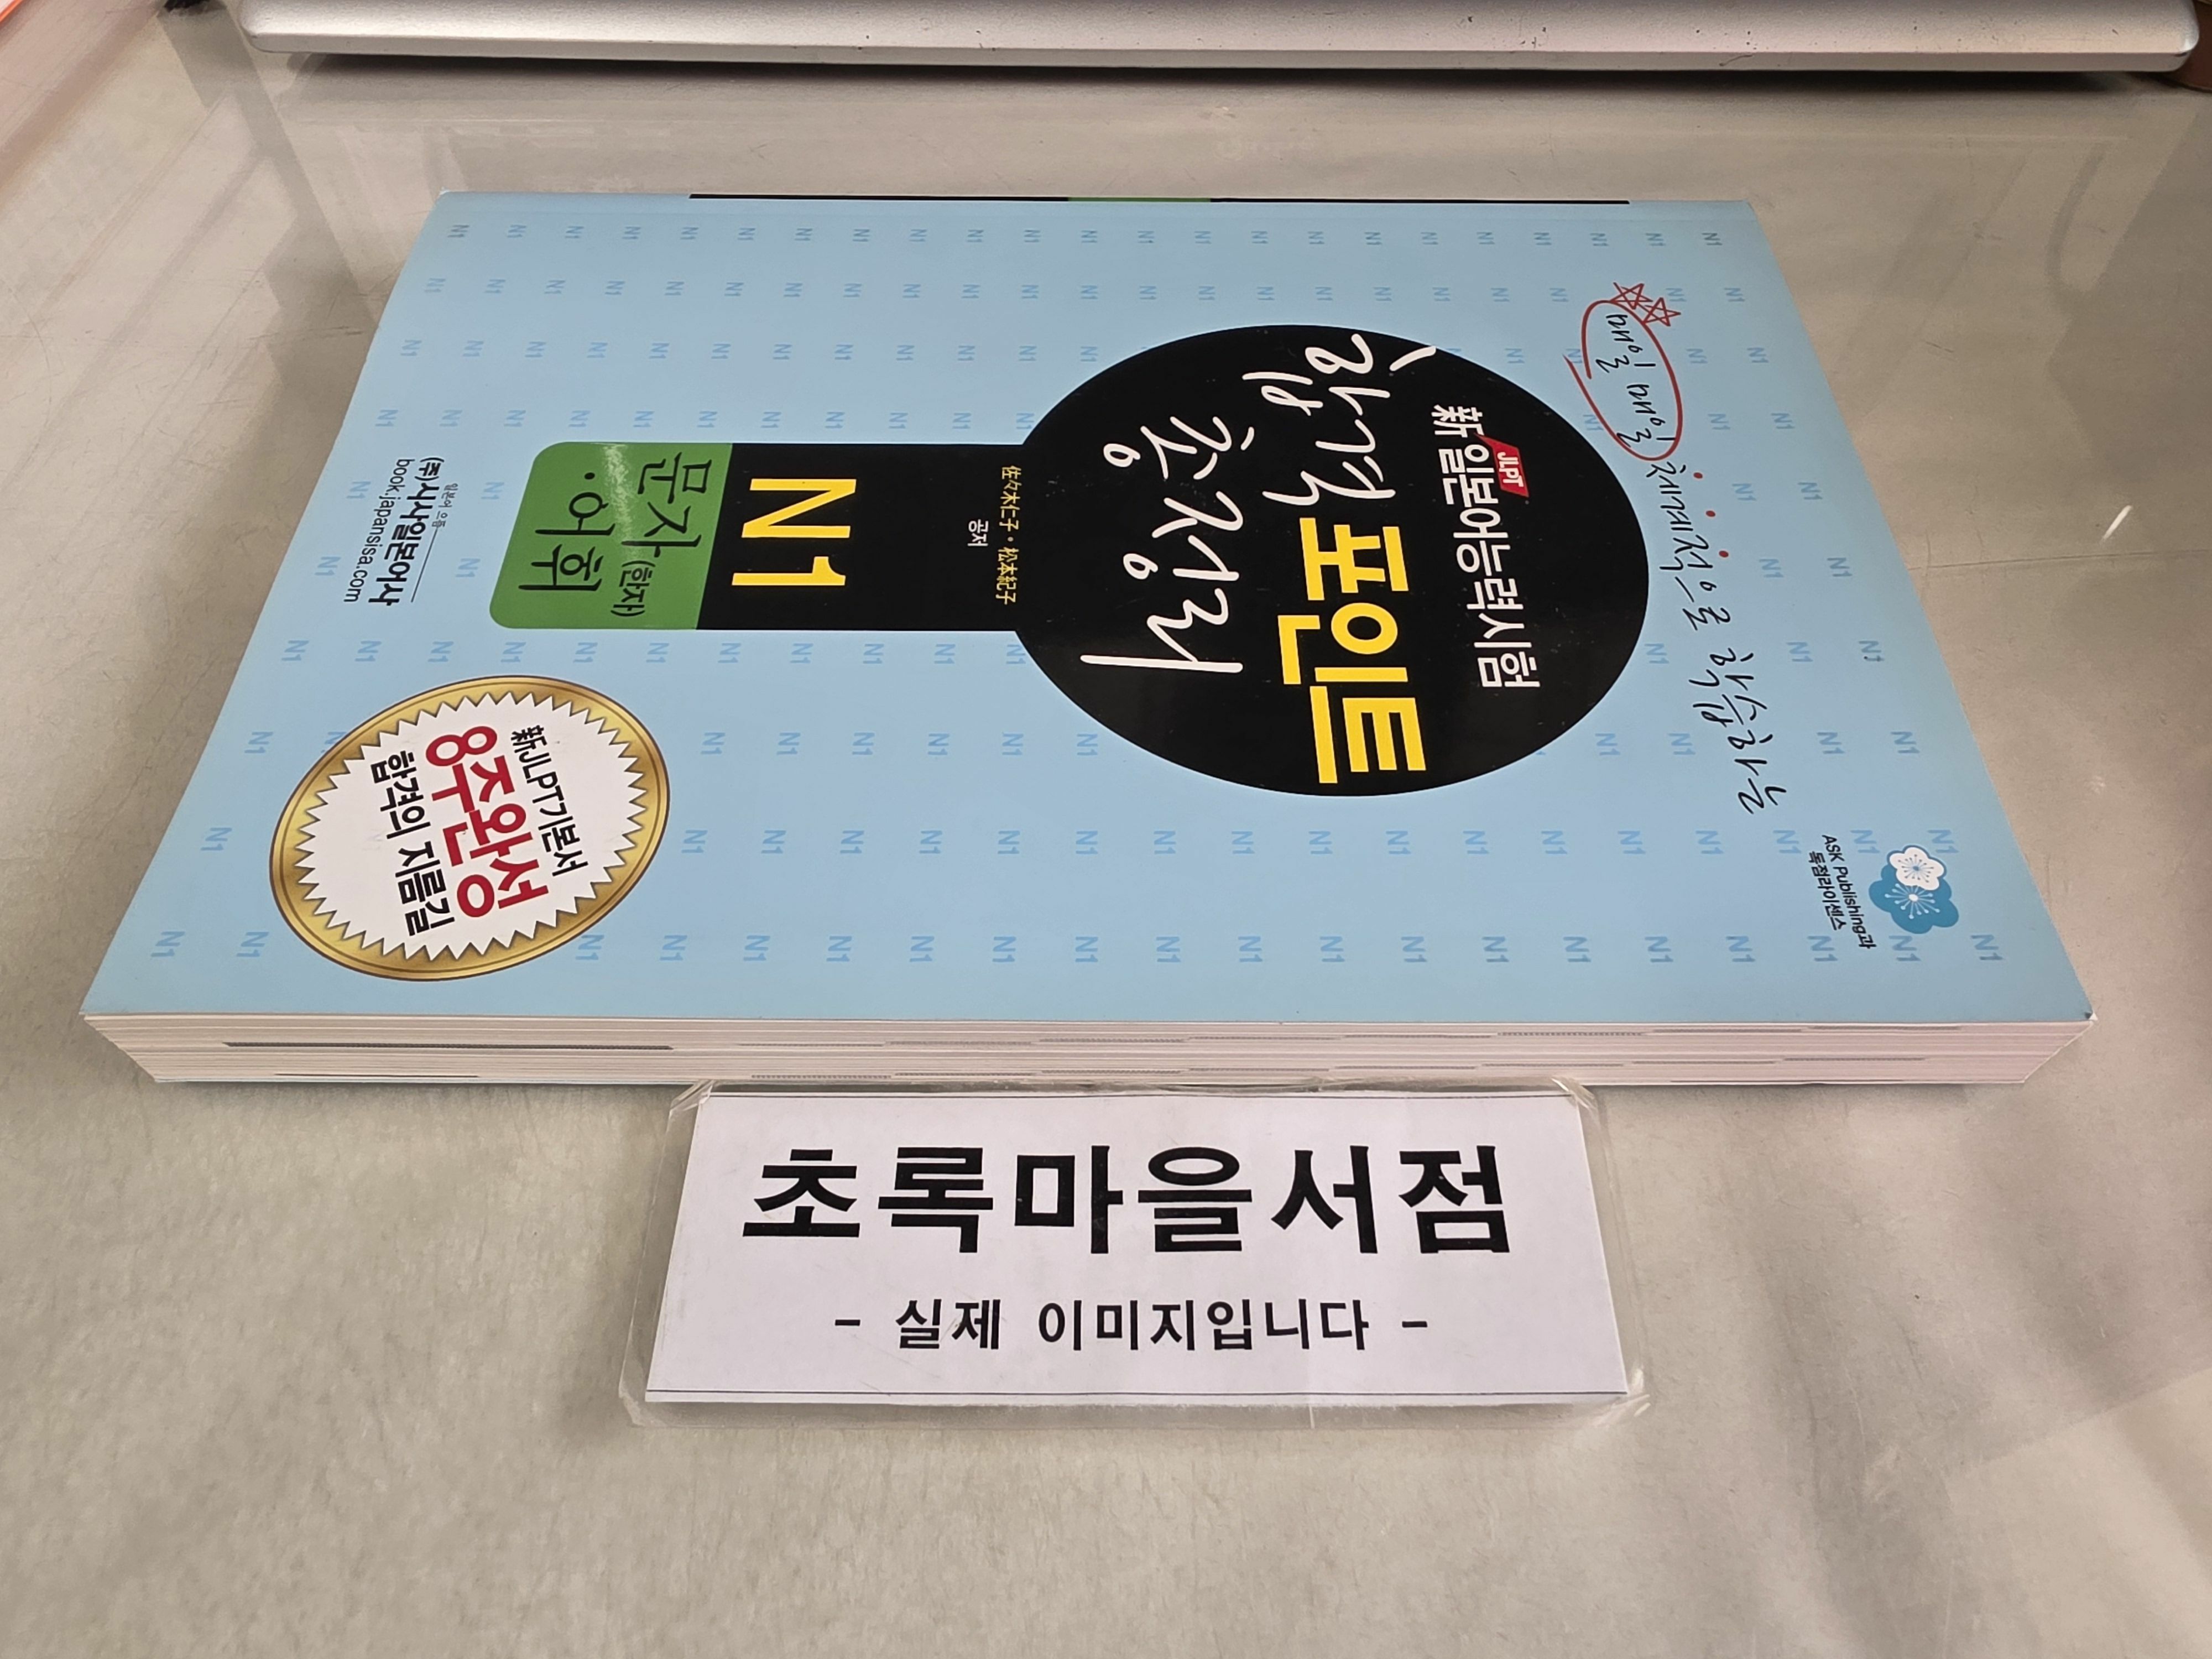 매일 매일 체계적으로 학습하는
ASK Publishing과
독점라이센스
新일본어능력시험
JLPT
합격 포인트
총정리
佐々木仁子・松本紀子
공저
N1
문자(한자)
·어휘
新JLPT기본서
8주완성
합격의 지름길
일본어 으뜸
(주)시사일본어사
book.japansisa.com
초록마을서점
- 실제 이미지입니다 -